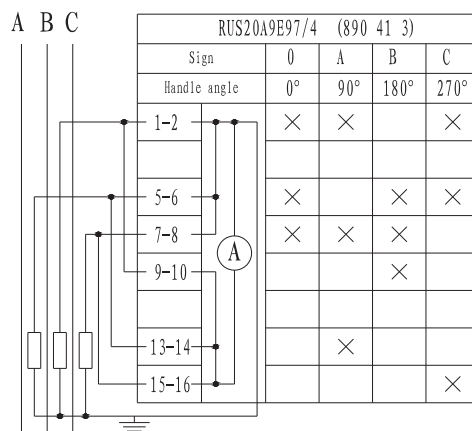 A B C
RUS20A9E97/4 (890 41 3)
Sign 0 A B C
Handle angle 0° 90° 180° 270°
1-2 × × ×
5-6 × × ×
7-8 × × ×
A
9-10 ×
13-14 ×
15-16 ×